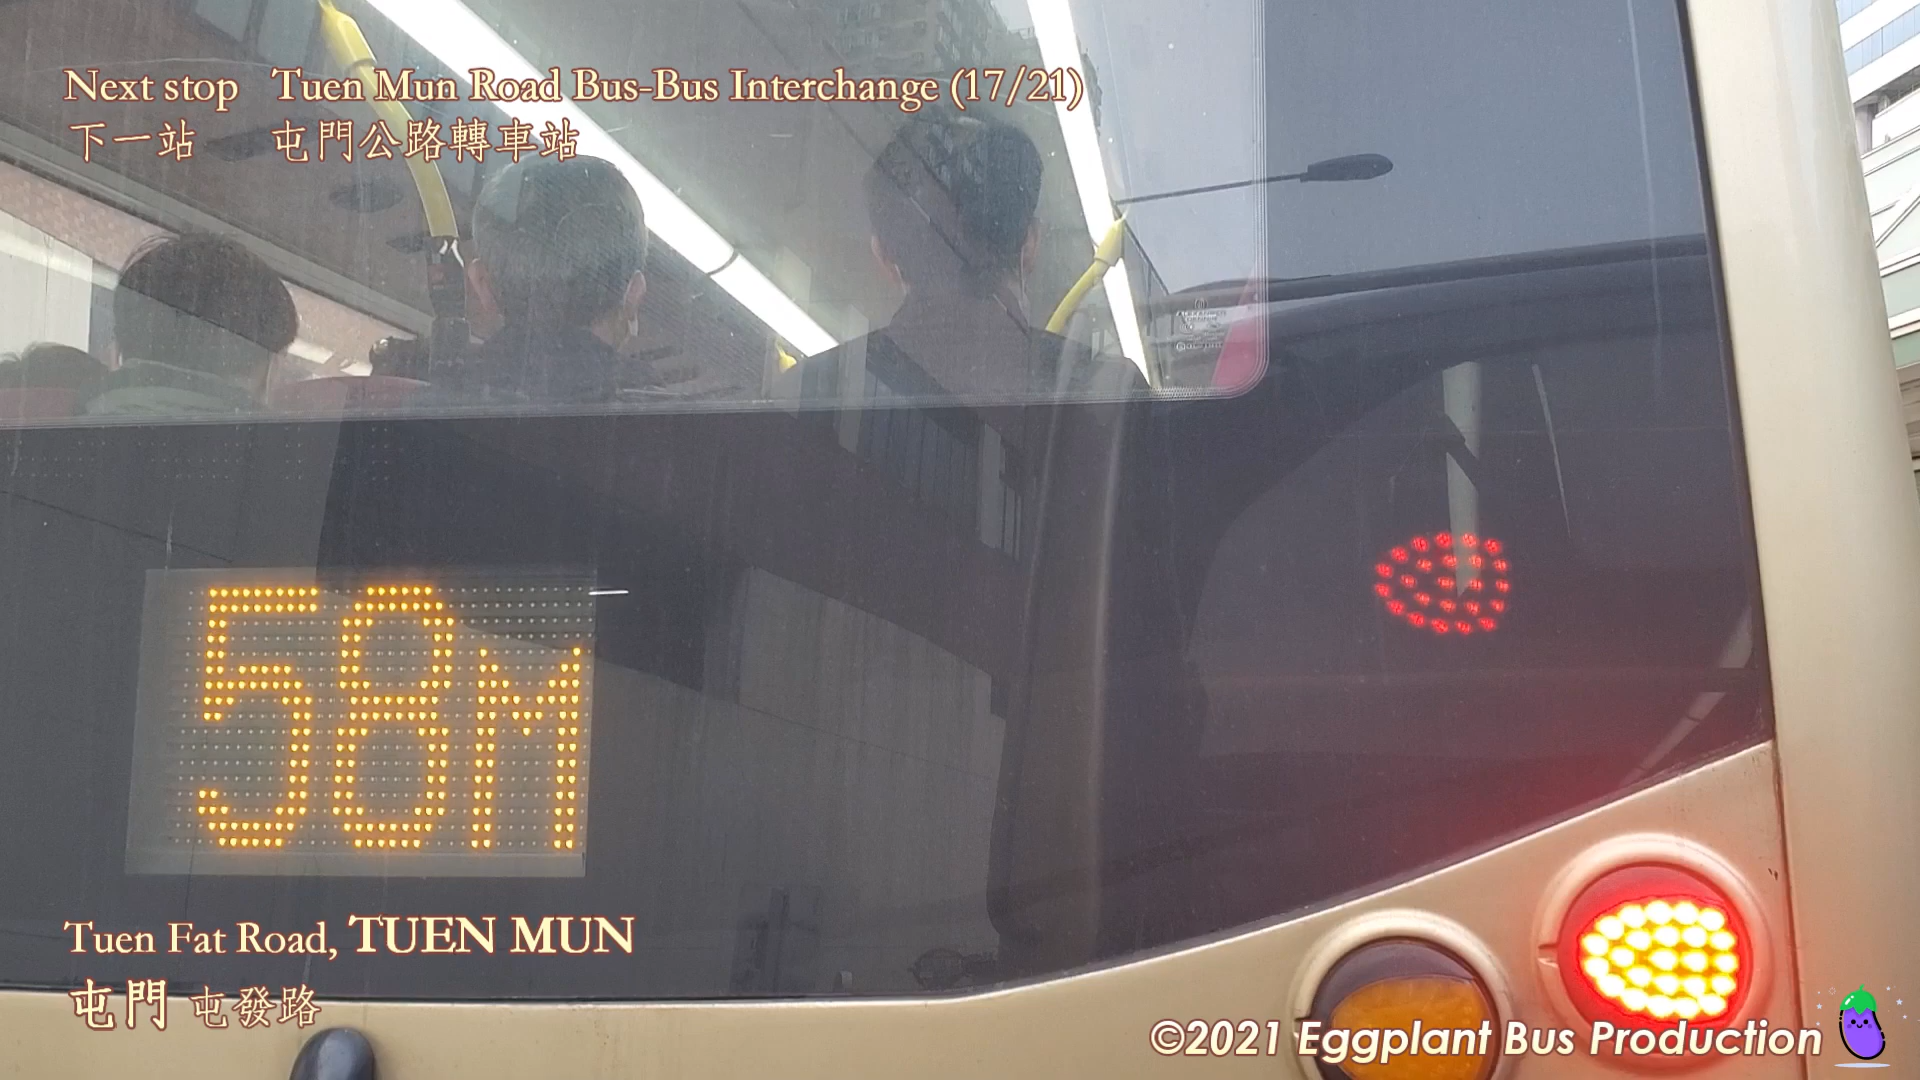 Next stop Tuen Mun Road Bus-Bus Interchange (17/21)
下一站 屯門公路轉車站
58M
Tuen Fat Road, TUEN MUN
屯門 屯發路
©2021 Eggplant Bus Production